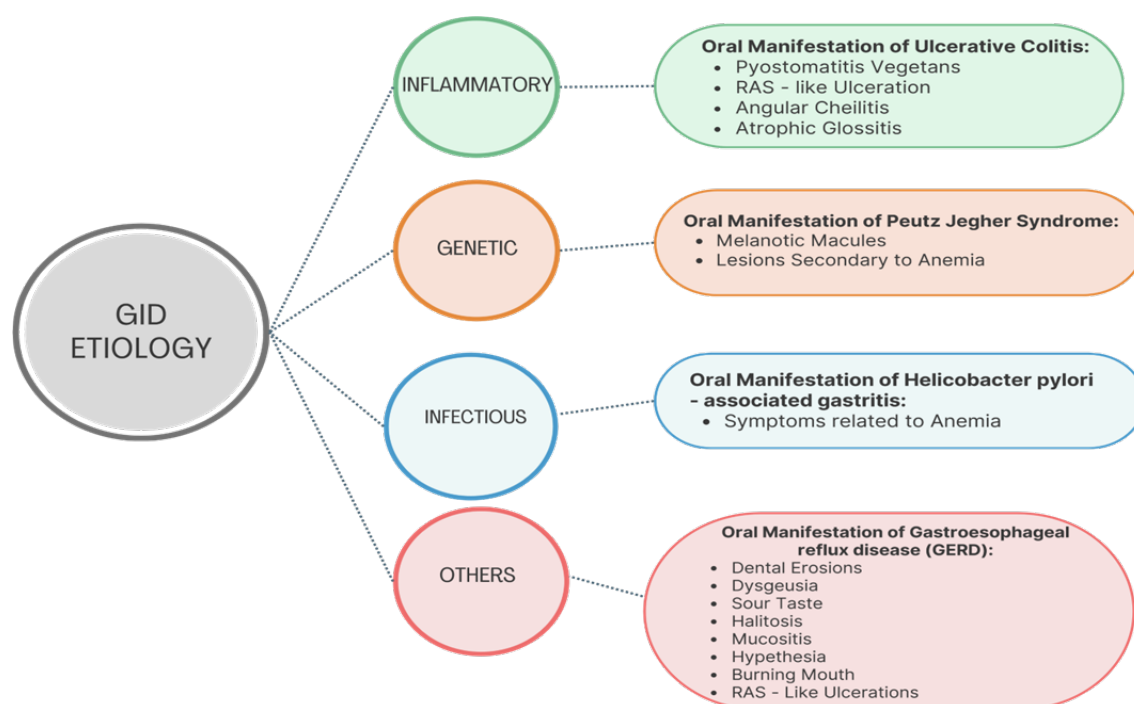 GID
ETIOLOGY
INFLAMMATORY
Oral Manifestation of Ulcerative Colitis:
• Pyostomatitis Vegetans
• RAS - like Ulceration
• Angular Cheilitis
• Atrophic Glossitis
GENETIC
Oral Manifestation of Peutz Jegher Syndrome:
• Melanotic Macules
• Lesions Secondary to Anemia
INFECTIOUS
Oral Manifestation of Helicobacter pylori
- associated gastritis:
• Symptoms related to Anemia
OTHERS
Oral Manifestation of Gastroesophageal
reflux disease (GERD):
• Dental Erosions
• Dysgeusia
• Sour Taste
• Halitosis
• Mucositis
• Hypethesia
• Burning Mouth
• RAS - Like Ulcerations